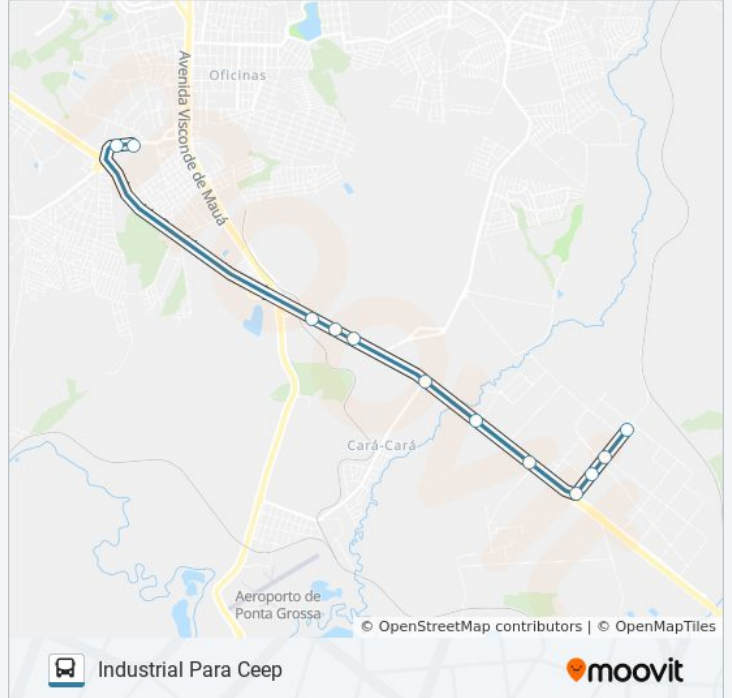 Oficinas
Avenida Visconde de Mauá
Cará-Cará
Aeroporto de
Ponta Grossa
© OpenStreetMap contributors | © OpenMapTiles
Industrial Para Ceep
moovit